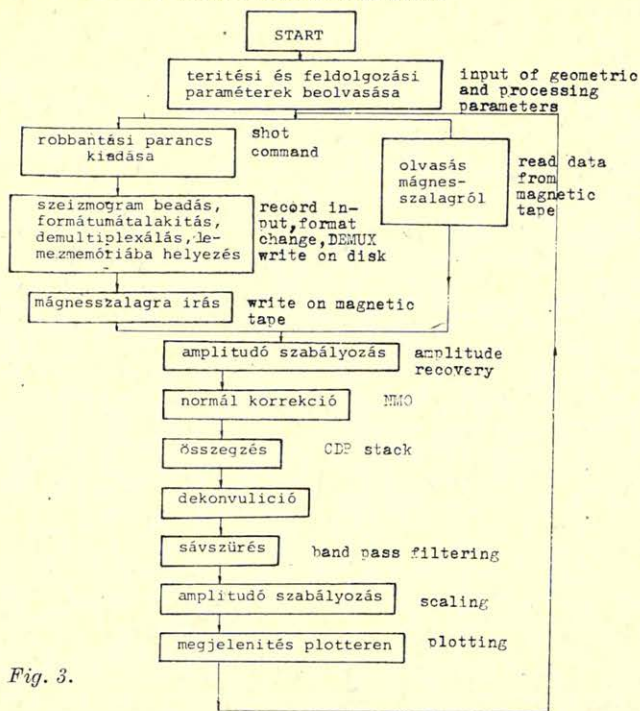 START
teritési és feldolgozási
paraméterek beolvasása
input of geometric
and processing
parameters
robbantási parancs
kiadása
shot
command
olvasás
mágnes-
szalagról
read data
from
magnetic
tape
szeizmogram beadás,
formátumátalakitás,
demultiplexálás, le-
mezmemóriába helyezés
record in-
put, format
change, DEMUX
write on disk
mágnesszalagra irás
write on magnetic
tape
amplitudó szabályozás
amplitude
recovery
normál korrekció
NMO
összegzés
CDP stack
dekonvulició
sávszürés
band pass filtering
amplitudó szabályozás
scaling
megjelenités plotteren
plotting
Fig. 3.